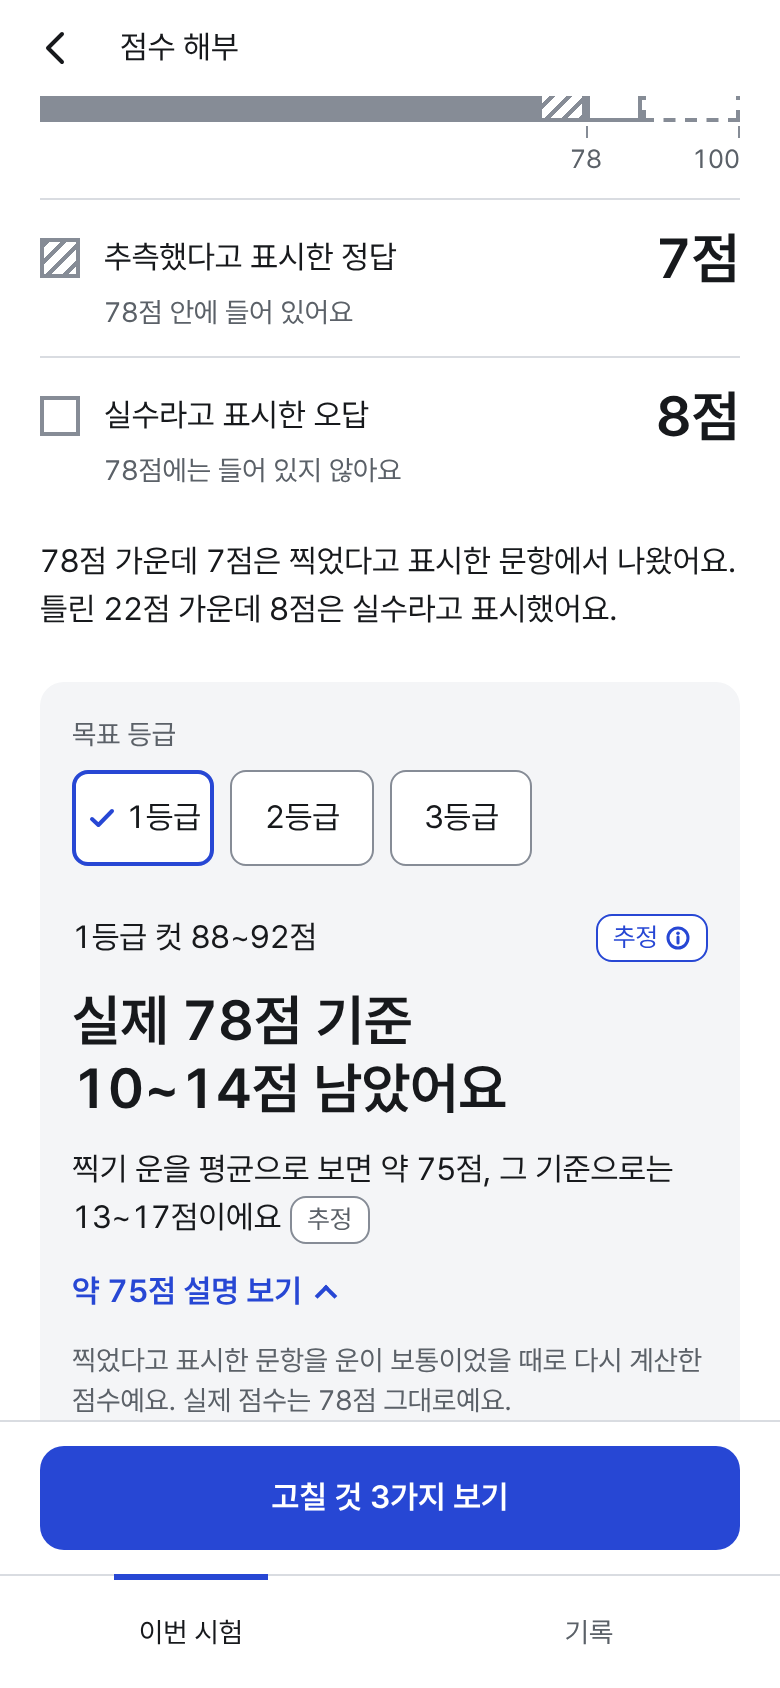 점수 해부
78
100
추측했다고 표시한 정답
7점
78점 안에 들어 있어요
실수라고 표시한 오답
8점
78점에는 들어 있지 않아요
78점 가운데 7점은 찍었다고 표시한 문항에서 나왔어요.
틀린 22점 가운데 8점은 실수라고 표시했어요.
목표 등급
1등급
2등급
3등급
1등급 컷 88~92점
추정
실제 78점 기준
10~14점 남았어요
찍기 운을 평균으로 보면 약 75점, 그 기준으로는
13~17점이에요 추정
약 75점 설명 보기
찍었다고 표시한 문항을 운이 보통이었을 때로 다시 계산한
점수예요. 실제 점수는 78점 그대로예요.
고칠 것 3가지 보기
이번 시험
기록